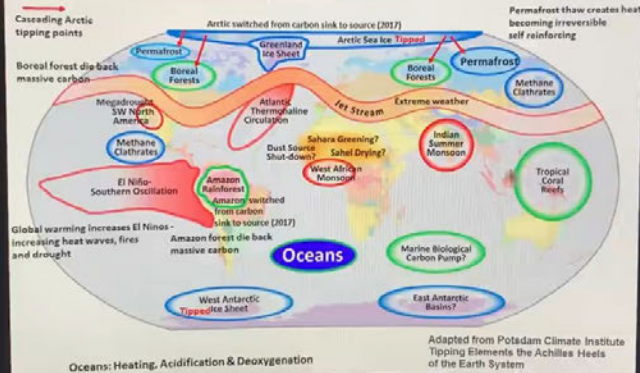 Cascading Arctic
tipping points
Arctic switched from carbon sink to source (2017)
Permafrost thaw creates heat
becoming irreversible
self reinforcing
Arctic Sea Ice Tipped
Permafrost
Greenland
Ice Sheet
Permafrost
Boreal forest die back
massive carbon
Boreal
Forests
Boreal
Forests
Methane
Clathrates
Megadrought
SW North
America
Atlantic
Thermohaline
Circulation
Jet Stream
Extreme weather
Methane
Clathrates
Sahara Greening?
Dust Source
Shut-down?
Sahel Drying?
West African
Monsoon
Indian
Summer
Monsoon
Tropical
Coral
Reefs
El Niño-
Southern Oscillation
Amazon
Rainforest
Amazon switched
from carbon
sink to source (2017)
Global warming increases El Ninos -
increasing heat waves, fires
and drought
Amazon forest die back
massive carbon
Oceans
Marine Biological
Carbon Pump?
West Antarctic
Tipped Ice Sheet
East Antarctic
Basins?
Oceans: Heating, Acidification & Deoxygenation
Adapted from Potsdam Climate Institute
Tipping Elements the Achilles Heels
of the Earth System